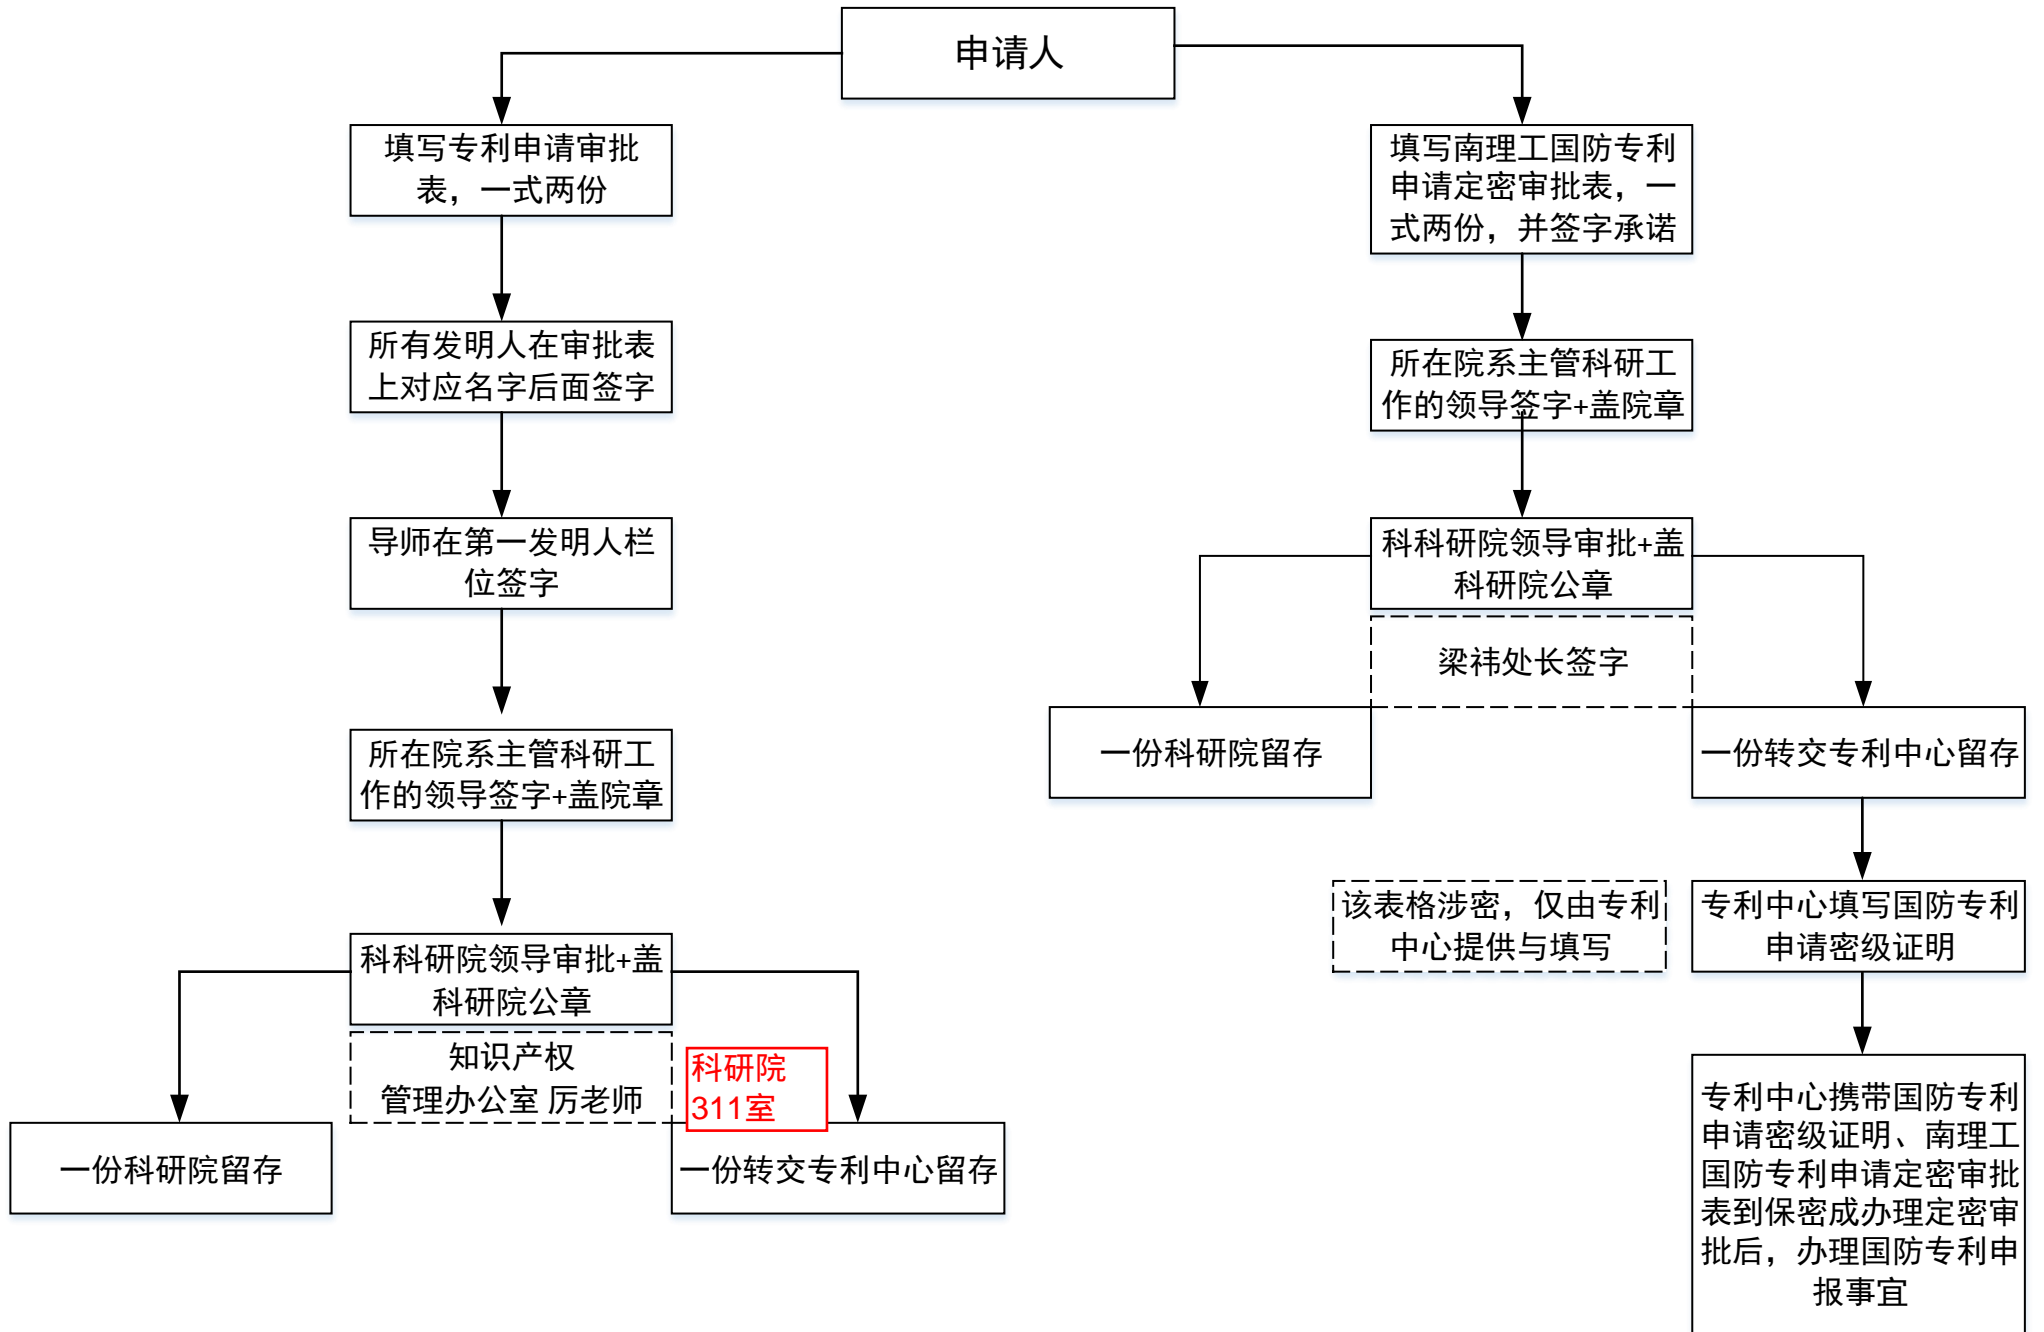 申请人
填写专利申请审批
表，一式两份
所有发明人在审批表
上对应名字后面签字
导师在第一发明人栏
位签字
所在院系主管科研工
作的领导签字+盖院章
科科研院领导审批+盖
科研院公章
知识产权
管理办公室 厉老师
科研院
311室
一份科研院留存
一份转交专利中心留存
填写南理工国防专利
申请定密审批表，一
式两份，并签字承诺
所在院系主管科研工
作的领导签字+盖院章
科科研院领导审批+盖
科研院公章
梁祎处长签字
一份科研院留存
一份转交专利中心留存
该表格涉密，仅由专利
中心提供与填写
专利中心填写国防专利
申请密级证明
专利中心携带国防专利
申请密级证明、南理工
国防专利申请定密审批
表到保密成办理定密审
批后，办理国防专利申
报事宜